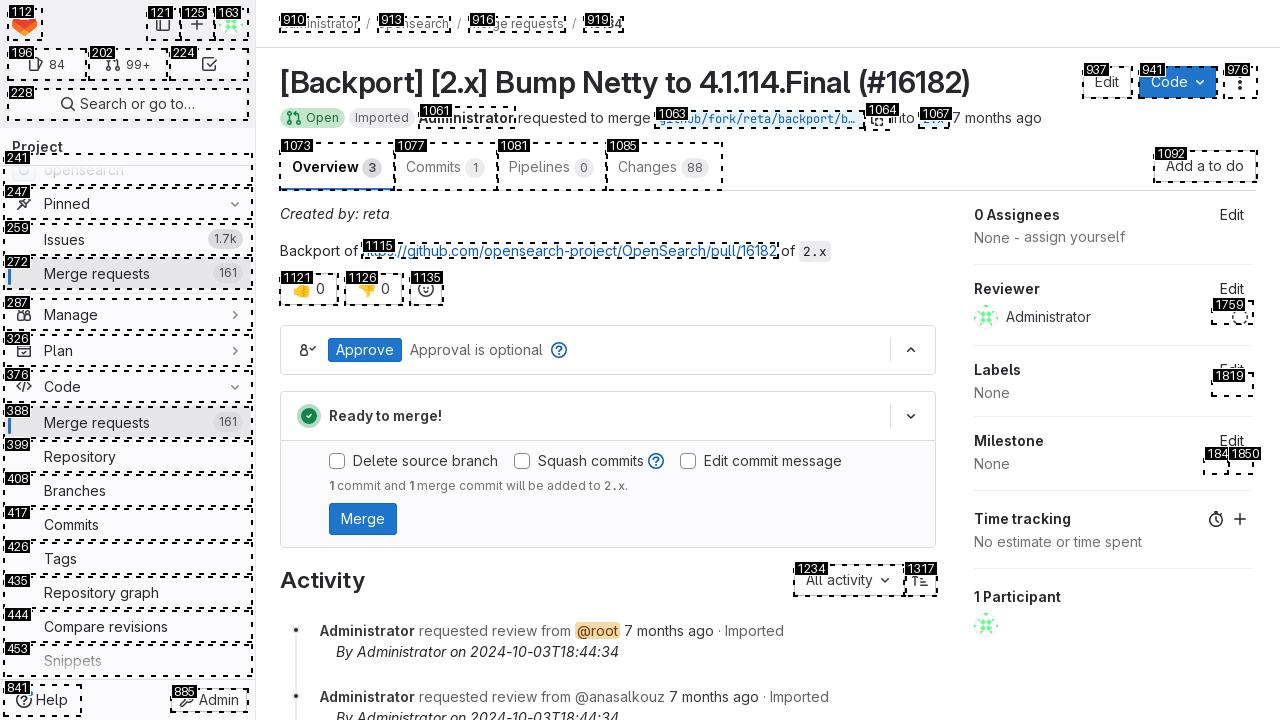 112
121
125
163
196
84
202
99+
224
228
Search or go to…
Project
241
opensearch
247
Pinned
259
Issues
1.7k
272
Merge requests
161
287
Manage
326
Plan
376
Code
388
Merge requests
161
399
Repository
408
Branches
417
Commits
426
Tags
435
Repository graph
444
Compare revisions
453
Snippets
841
Help
885
Admin
910
Administrator
/
913
opensearch
/
916
Merge requests
/
919
[Backport] [2.x] Bump Netty to 4.1.114.Final (#16182)
937
Edit
941
Code
976
Open
Imported
1061
Administrator requested to merge
1063
github/fork/reta/backport/b…
1064
into
1067
2.x
7 months ago
1073
Overview 3
1077
Commits 1
1081
Pipelines 0
1085
Changes 88
1092
Add a to do
Created by: reta
Backport of
1115
https://github.com/opensearch-project/OpenSearch/pull/16182 of 2.x
1121
👍 0
1126
👎 0
1135
Approve
Approval is optional
Ready to merge!
Delete source branch
Squash commits
Edit commit message
1 commit and 1 merge commit will be added to 2.x.
Merge
Activity
1234
All activity
1317
Administrator requested review from @root 7 months ago · Imported
By Administrator on 2024-10-03T18:44:34
Administrator requested review from @anasalkouz 7 months ago · Imported
By Administrator on 2024-10-03T18:44:34
0 Assignees
Edit
None - assign yourself
Reviewer
Edit
1759
Administrator
Labels
Edit
1819
None
Milestone
Edit
184
1850
None
Time tracking
No estimate or time spent
1 Participant